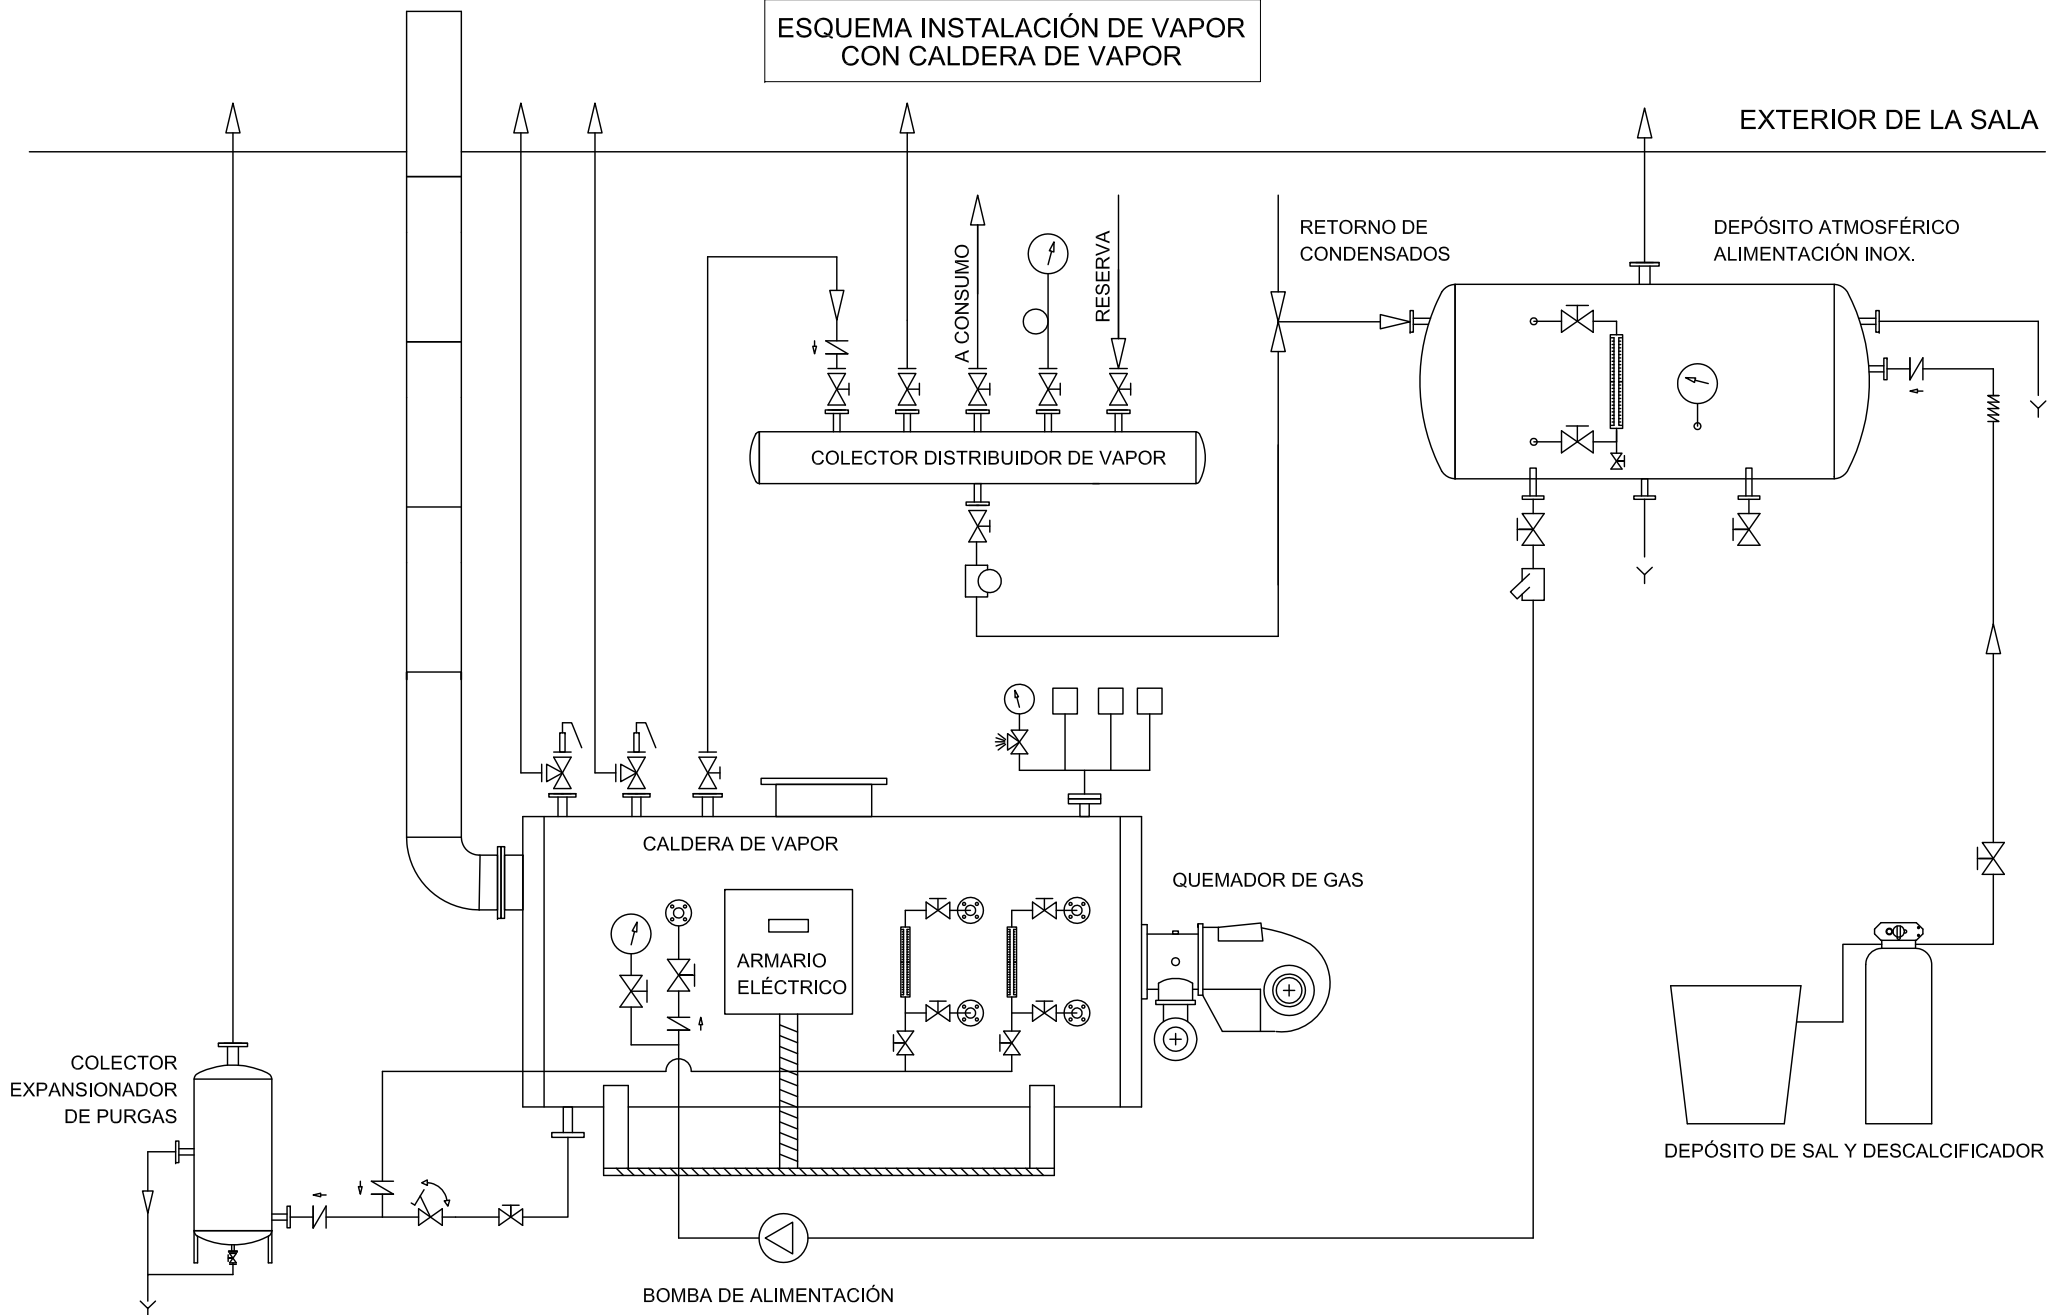 ESQUEMA INSTALACIÓN DE VAPOR
CON CALDERA DE VAPOR
EXTERIOR DE LA SALA
RETORNO DE
CONDENSADOS
DEPÓSITO ATMOSFÉRICO
ALIMENTACIÓN INOX.
A CONSUMO
RESERVA
COLECTOR DISTRIBUIDOR DE VAPOR
CALDERA DE VAPOR
QUEMADOR DE GAS
ARMARIO
ELÉCTRICO
COLECTOR
EXPANSIONADOR
DE PURGAS
DEPÓSITO DE SAL Y DESCALCIFICADOR
BOMBA DE ALIMENTACIÓN